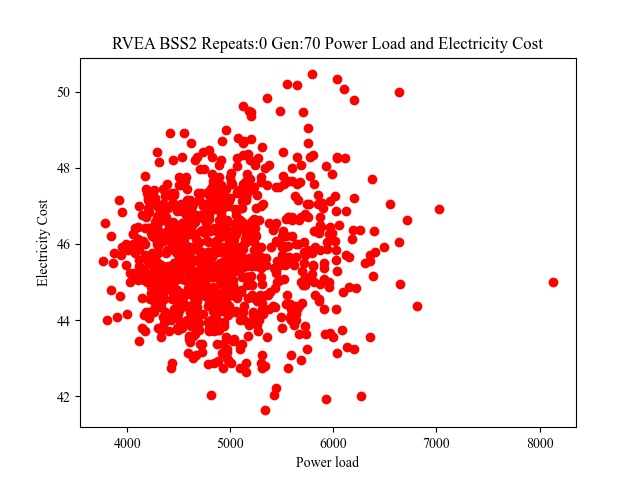 RVEA BSS2 Repeats:0 Gen:70 Power Load and Electricity Cost
50
48
46
44
42
Electricity Cost
4000 5000 6000 7000 8000
Power load